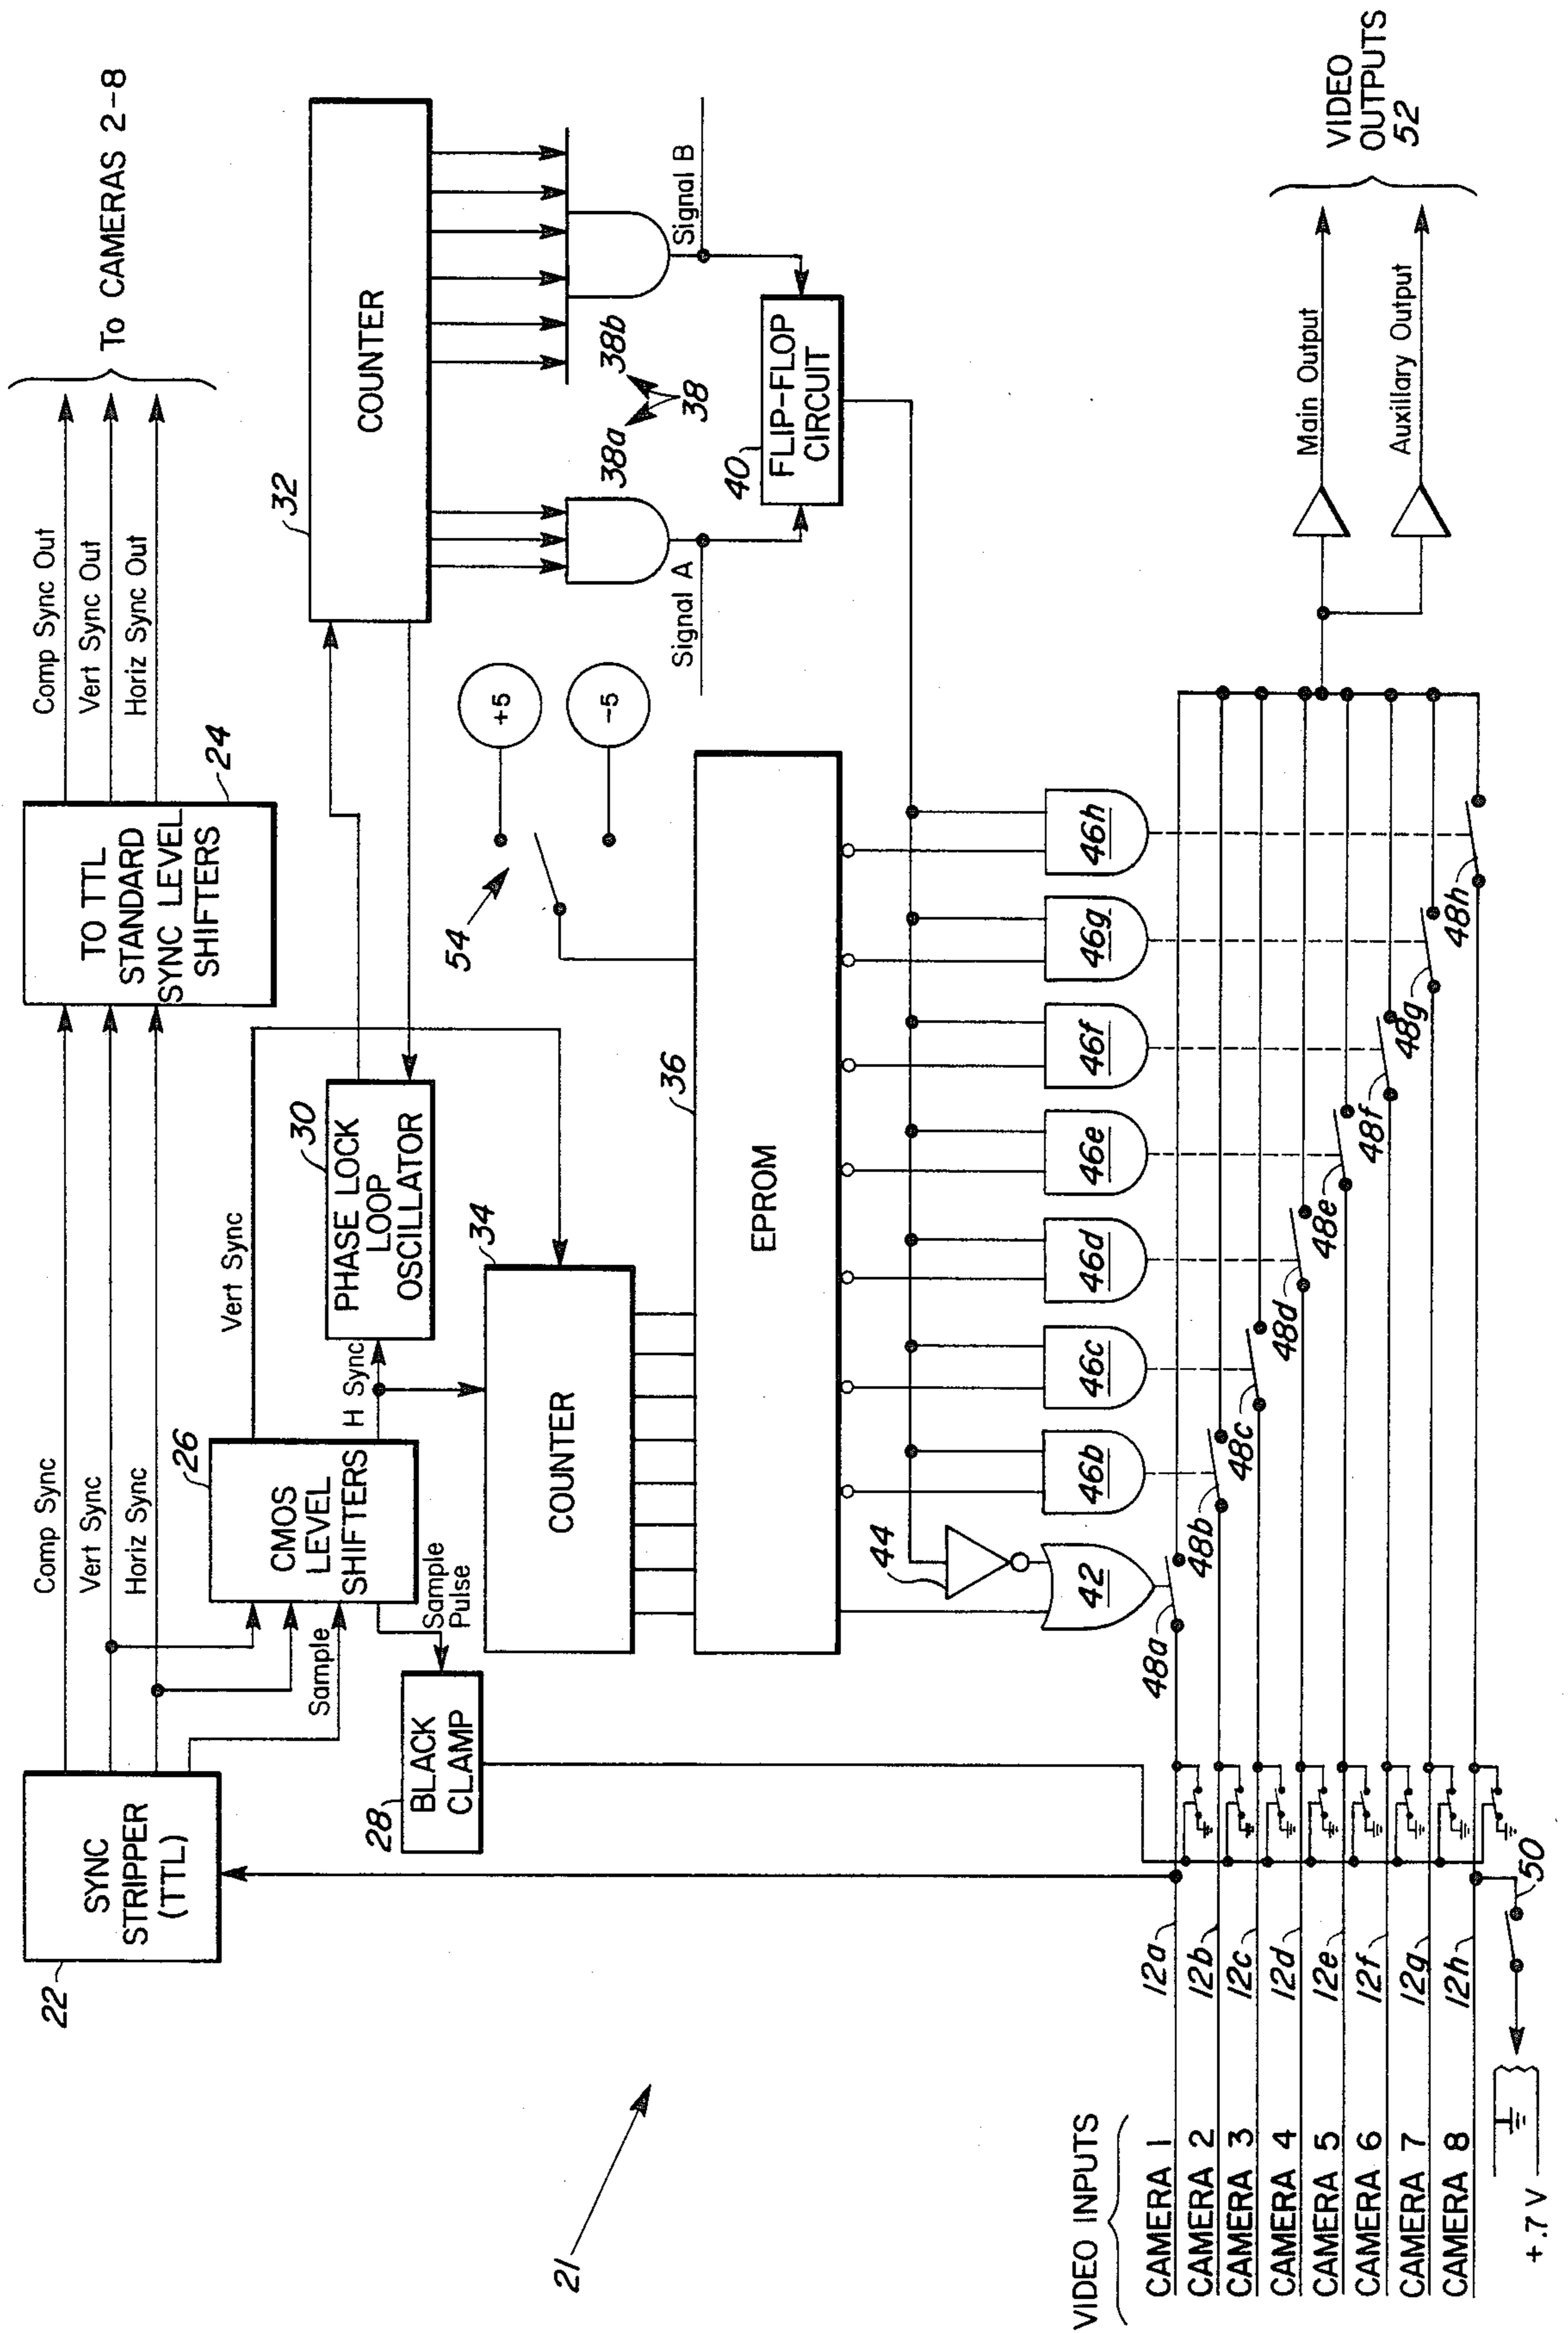 Comp Sync Out
Vert Sync Out
Horiz Sync Out
To CAMERAS 2-8
Comp Sync
Vert Sync
Horiz Sync
TO TTL
STANDARD
SYNC LEVEL
SHIFTERS
24
SYNC
STRIPPER
(TTL)
22
Sample
CMOS
LEVEL
SHIFTERS
26
Vert Sync
H Sync
Sample
Pulse
BLACK
CLAMP
28
PHASE LOCK
LOOP
OSCILLATOR
30
COUNTER
32
COUNTER
34
54
+5
-5
38a
38b
38
Signal A
Signal B
FLIP-FLOP
CIRCUIT
40
EPROM
36
44
42
46b
46c
46d
46e
46f
46g
46h
48a
48b
48c
48d
48e
48f
48g
48h
Main Output
Auxillary Output
VIDEO
OUTPUTS
52
21
VIDEO INPUTS
CAMERA 1
CAMERA 2
CAMERA 3
CAMERA 4
CAMERA 5
CAMERA 6
CAMERA 7
CAMERA 8
12a
12b
12c
12d
12e
12f
12g
12h
50
+.7 V